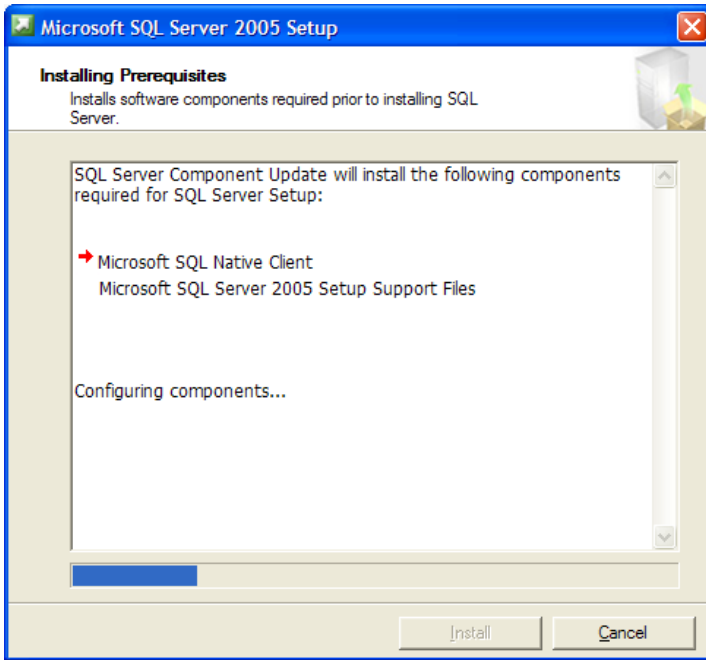 Microsoft SQL Server 2005 Setup
Installing Prerequisites
Installs software components required prior to installing SQL
Server.
SQL Server Component Update will install the following components
required for SQL Server Setup:
Microsoft SQL Native Client
Microsoft SQL Server 2005 Setup Support Files
Configuring components...
Install
Cancel